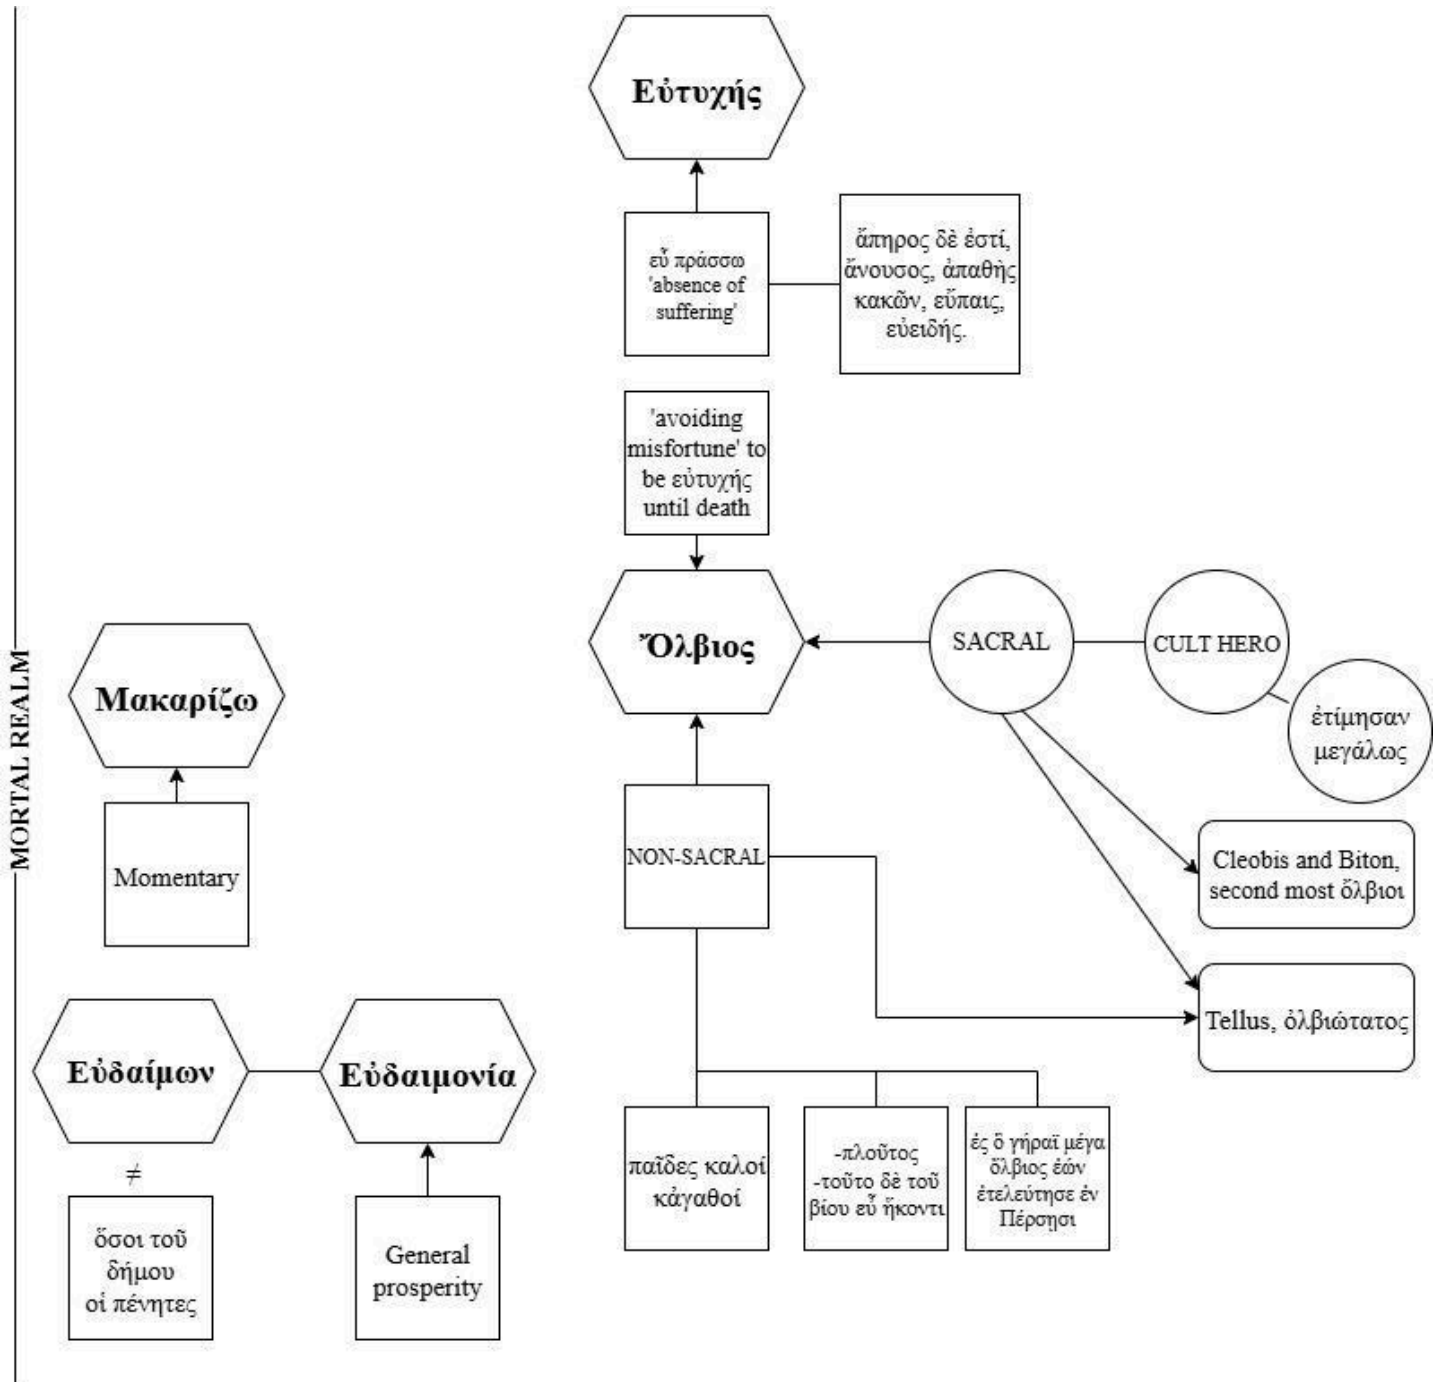 Εὐτυχής
εὖ πράσσω
'absence of
suffering'
ἄπηρος δὲ ἐστί,
ἄνουσος, ἀπαθὴς
κακῶν, εὔπαις,
εὐειδής.
'avoiding
misfortune' to
be εὐτυχής
until death
Ὄλβιος
SACRAL
CULT HERO
ἐτίμησαν
μεγάλως
MORTAL REALM
Μακαρίζω
Momentary
NON-SACRAL
Cleobis and Biton,
second most ὄλβιοι
Tellus, ὀλβιώτατος
Εὐδαίμων
Εὐδαιμονία
≠
ὅσοι τοῦ
δήμου
οἱ πένητες
General
prosperity
παῖδες καλοί
κἀγαθοί
-πλοῦτος
-τοῦτο δὲ τοῦ
βίου εὖ ἥκοντι
ἐς ὃ γήραϊ μέγα
ὄλβιος ἐών
ἐτελεύτησε ἐν
Πέρσῃσι